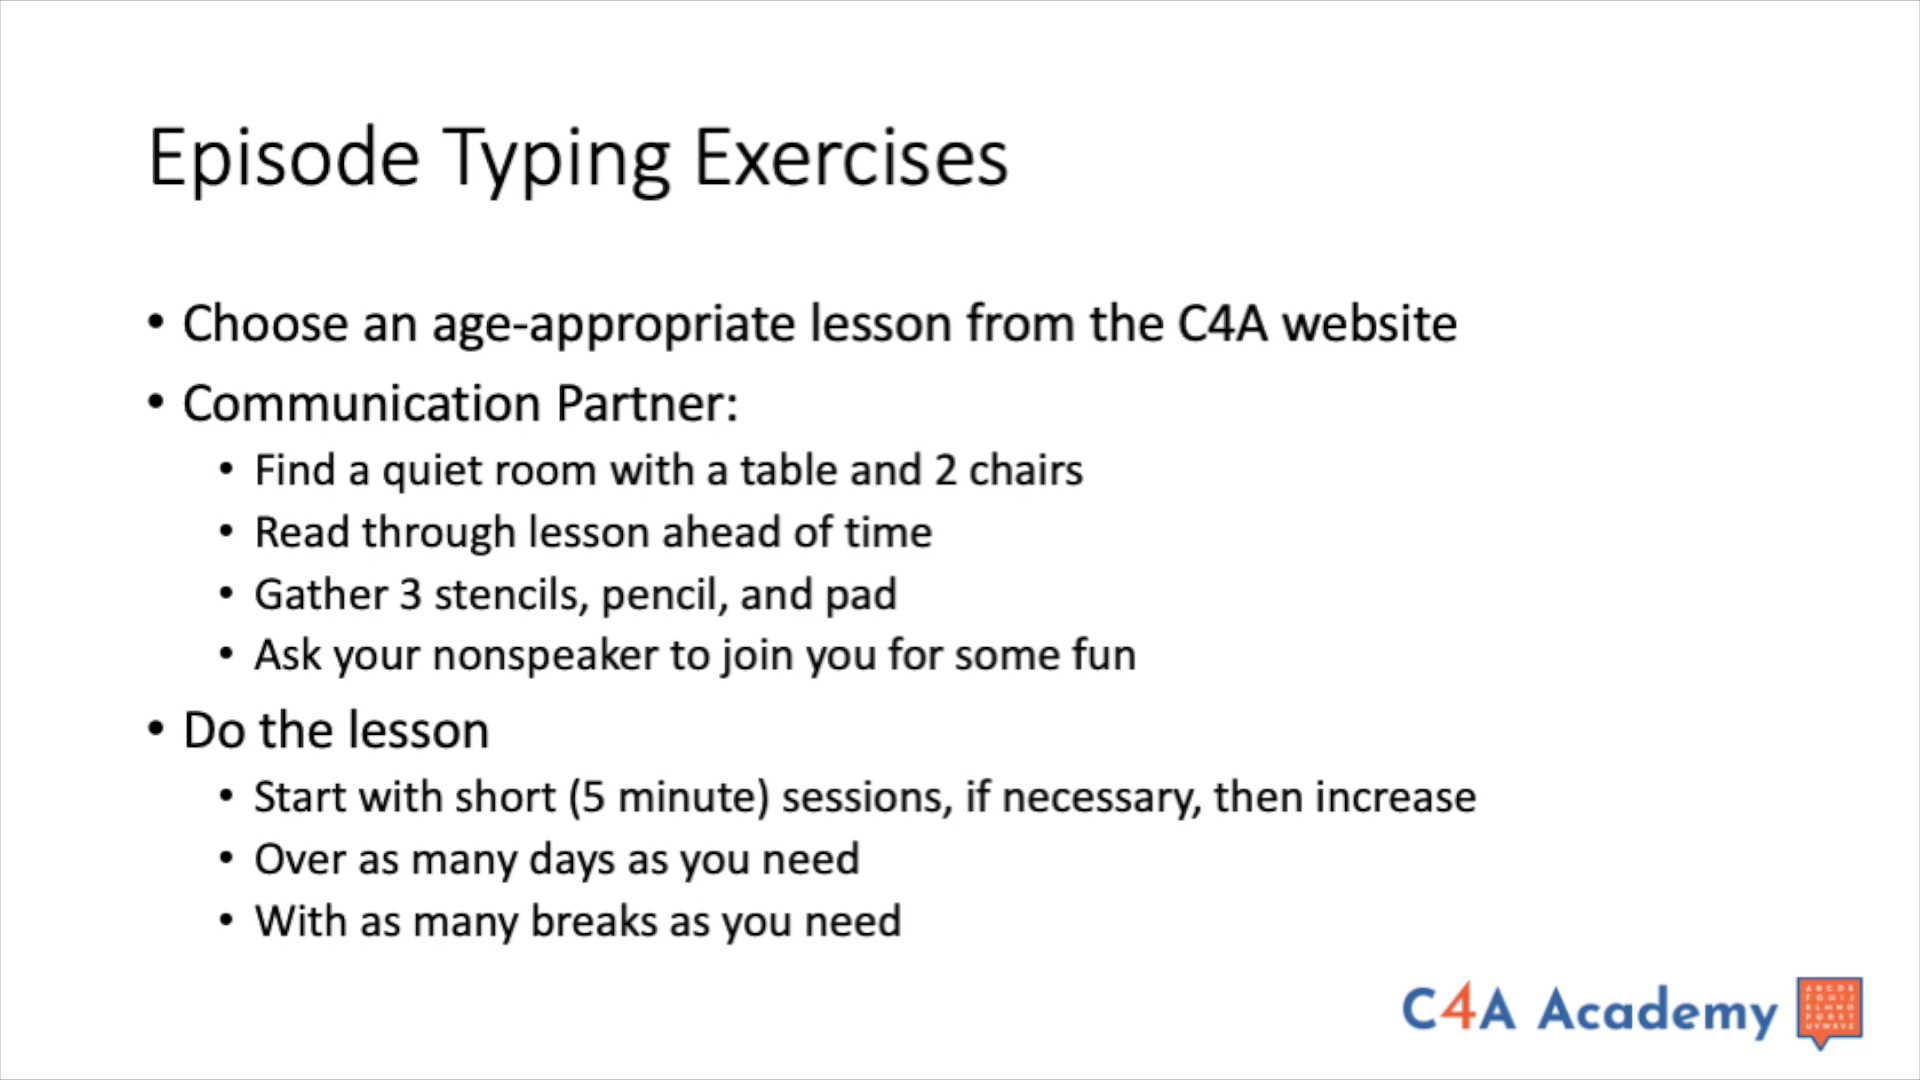 Episode Typing Exercises
• Choose an age-appropriate lesson from the C4A website
• Communication Partner:
• Find a quiet room with a table and 2 chairs
• Read through lesson ahead of time
• Gather 3 stencils, pencil, and pad
• Ask your nonspeaker to join you for some fun
• Do the lesson
• Start with short (5 minute) sessions, if necessary, then increase
• Over as many days as you need
• With as many breaks as you need
C4A Academy